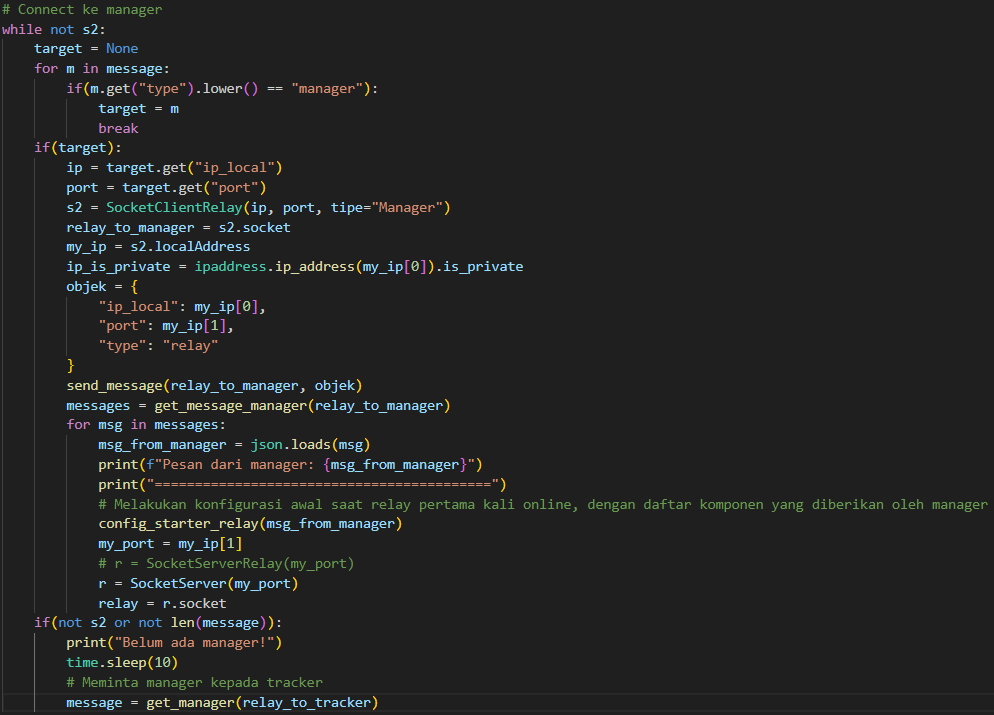 # Connect ke manager
while not s2:
    target = None
    for m in message:
        if(m.get("type").lower() == "manager"):
            target = m
            break
    if(target):
        ip = target.get("ip_local")
        port = target.get("port")
        s2 = SocketClientRelay(ip, port, tipe="Manager")
        relay_to_manager = s2.socket
        my_ip = s2.localAddress
        ip_is_private = ipaddress.ip_address(my_ip[0]).is_private
        objek = {
            "ip_local": my_ip[0],
            "port": my_ip[1],
            "type": "relay"
        }
        send_message(relay_to_manager, objek)
        messages = get_message_manager(relay_to_manager)
        for msg in messages:
            msg_from_manager = json.loads(msg)
            print(f"Pesan dari manager: {msg_from_manager}")
            print("==========================================")
            # Melakukan konfigurasi awal saat relay pertama kali online, dengan daftar komponen yang diberikan oleh manager
            config_starter_relay(msg_from_manager)
            my_port = my_ip[1]
            # r = SocketServerRelay(my_port)
            r = SocketServer(my_port)
            relay = r.socket
    if(not s2 or not len(message)):
        print("Belum ada manager!")
        time.sleep(10)
        # Meminta manager kepada tracker
        message = get_manager(relay_to_tracker)